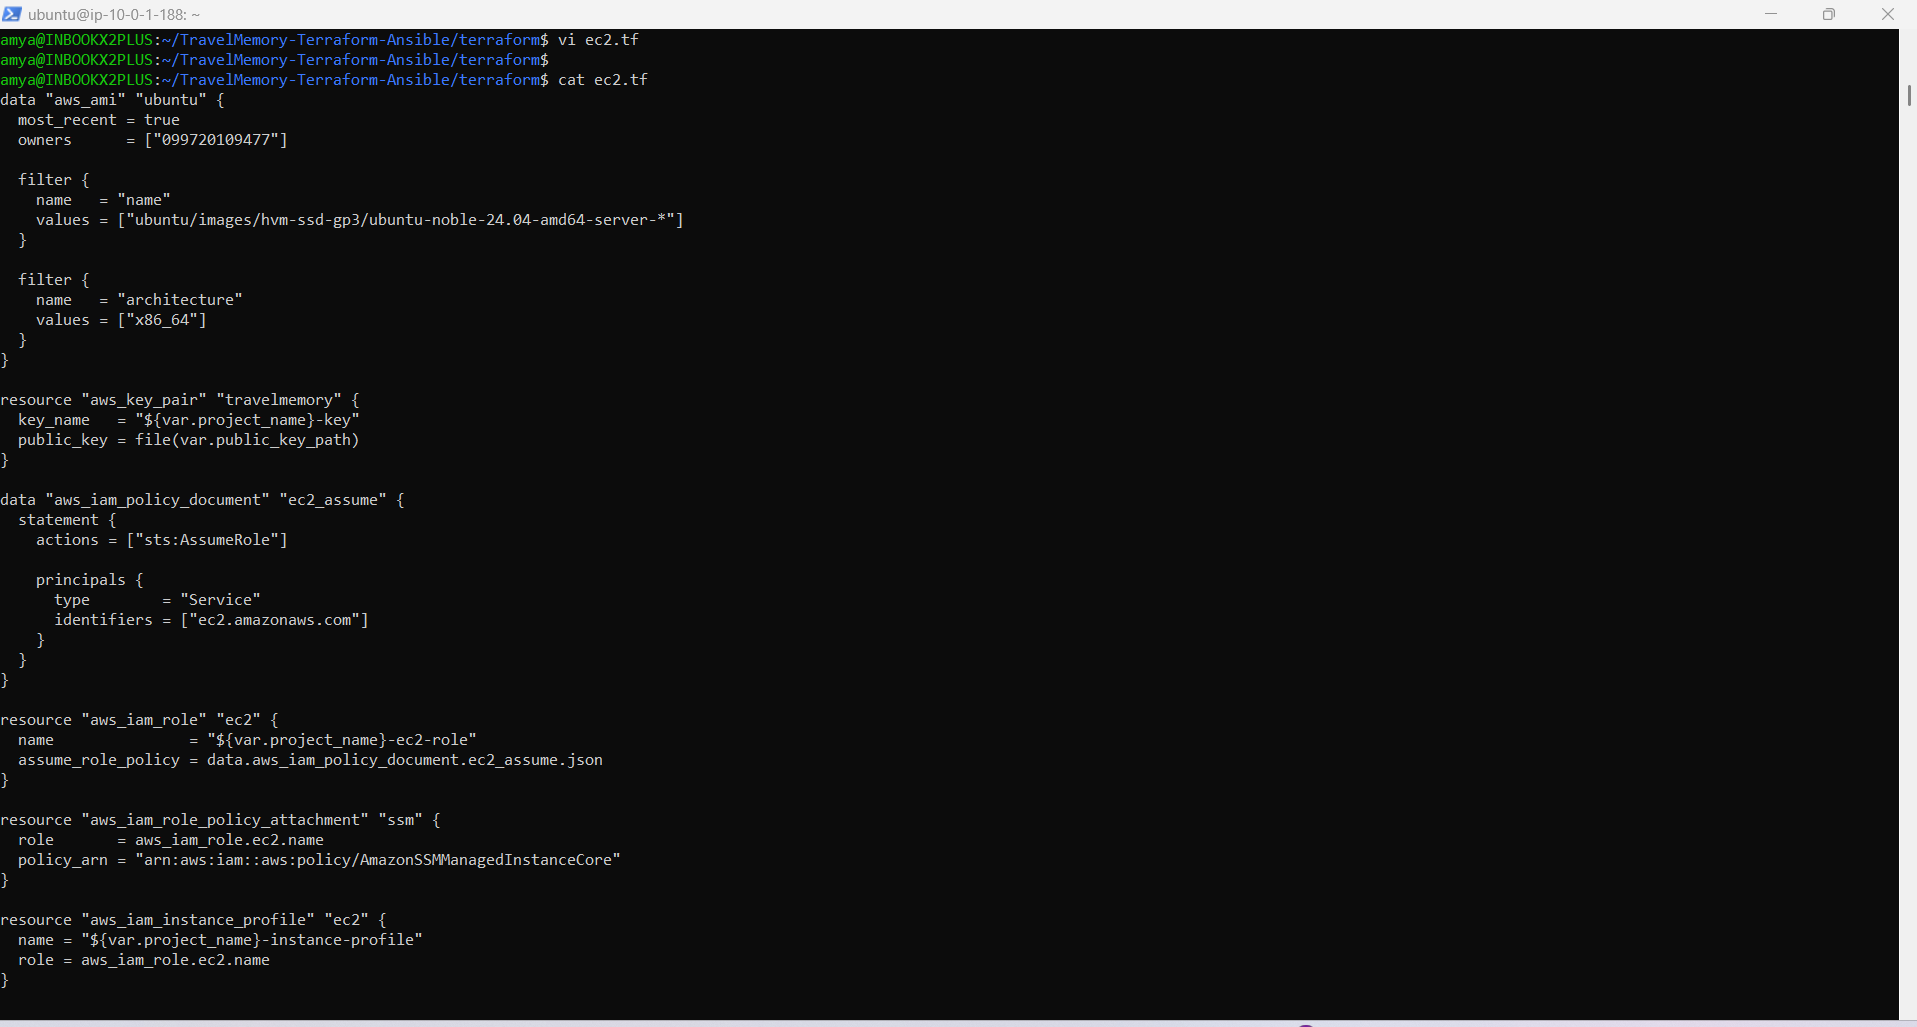 ubuntu@ip-10-0-1-188: ~
amya@INBOOKX2PLUS:~/TravelMemory-Terraform-Ansible/terraform$ vi ec2.tf
amya@INBOOKX2PLUS:~/TravelMemory-Terraform-Ansible/terraform$
amya@INBOOKX2PLUS:~/TravelMemory-Terraform-Ansible/terraform$ cat ec2.tf
data "aws_ami" "ubuntu" {
  most_recent = true
  owners      = ["099720109477"]

  filter {
    name   = "name"
    values = ["ubuntu/images/hvm-ssd-gp3/ubuntu-noble-24.04-amd64-server-*"]
  }

  filter {
    name   = "architecture"
    values = ["x86_64"]
  }
}

resource "aws_key_pair" "travelmemory" {
  key_name   = "${var.project_name}-key"
  public_key = file(var.public_key_path)
}

data "aws_iam_policy_document" "ec2_assume" {
  statement {
    actions = ["sts:AssumeRole"]

    principals {
      type        = "Service"
      identifiers = ["ec2.amazonaws.com"]
    }
  }
}

resource "aws_iam_role" "ec2" {
  name               = "${var.project_name}-ec2-role"
  assume_role_policy = data.aws_iam_policy_document.ec2_assume.json
}

resource "aws_iam_role_policy_attachment" "ssm" {
  role       = aws_iam_role.ec2.name
  policy_arn = "arn:aws:iam::aws:policy/AmazonSSMManagedInstanceCore"
}

resource "aws_iam_instance_profile" "ec2" {
  name = "${var.project_name}-instance-profile"
  role = aws_iam_role.ec2.name
}